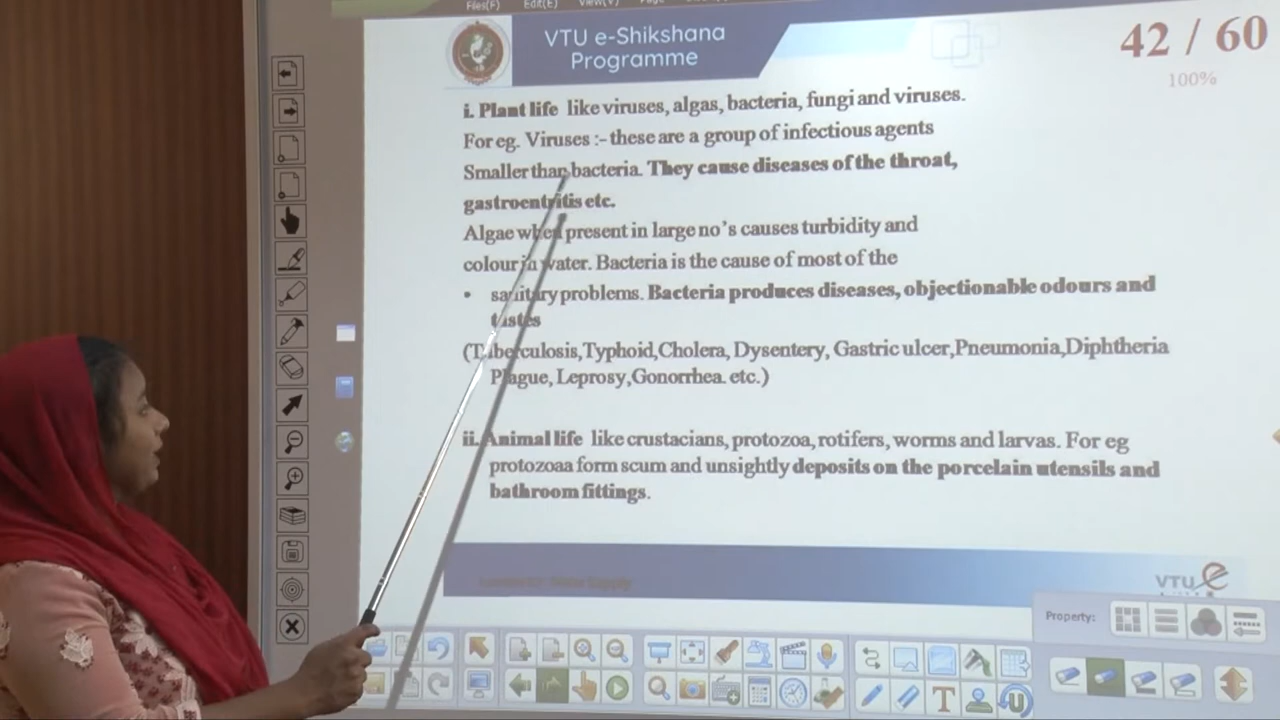 Files(F) Edit(E) View(V)
VTU e-Shikshana
Programme
42 / 60
100%
i. Plant life like viruses, algas, bacteria, fungi and viruses.
For eg. Viruses :- these are a group of infectious agents
Smaller than bacteria. They cause diseases of the throat,
gastroentritis etc.
Algae when present in large no's causes turbidity and
colour in water. Bacteria is the cause of most of the
• sanitary problems. Bacteria produces diseases, objectionable odours and
tastes
(Tuberculosis,Typhoid,Cholera, Dysentery, Gastric ulcer,Pneumonia,Diphtheria
Plague, Leprosy,Gonorrhea. etc.)
ii. Animal life like crustacians, protozoa, rotifers, worms and larvas. For eg
protozoaa form scum and unsightly deposits on the porcelain utensils and
bathroom fittings.
VTU e
Property: